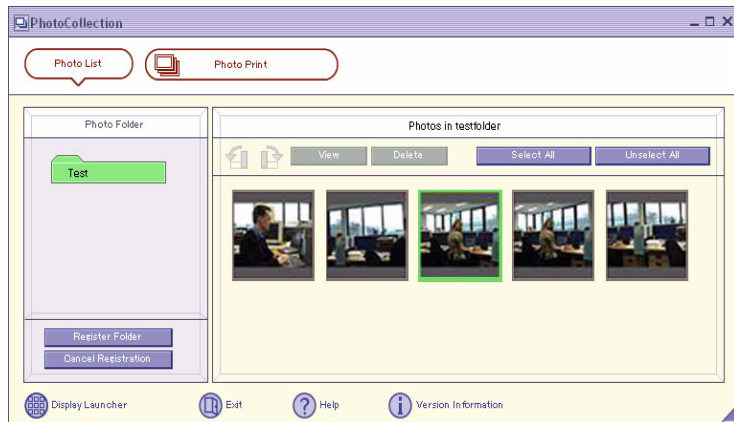 PhotoCollection
Photo List
Photo Print
Photo Folder
Test
Register Folder
Cancel Registration
Photos in testfolder
View Delete Select All Unselect All
Display Launcher Exit Help Version Information